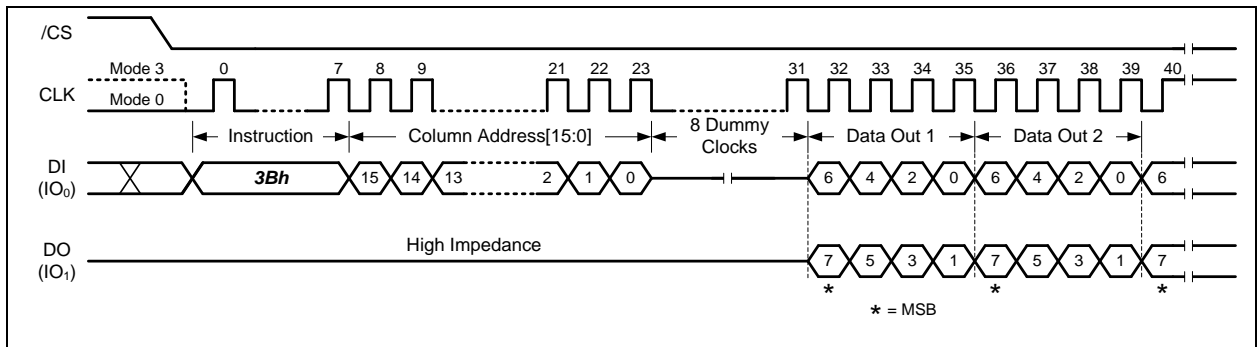 /CS
Mode 3 0 7 8 9 21 22 23 31 32 33 34 35 36 37 38 39 40
CLK Mode 0
Instruction Column Address[15:0] 8 Dummy Clocks Data Out 1 Data Out 2
DI
(IO₀)
3Bh 15 14 13 2 1 0 6 4 2 0 6 4 2 0 6
DO
(IO₁)
High Impedance 7 5 3 1 7 5 3 1 7
* * *
* = MSB